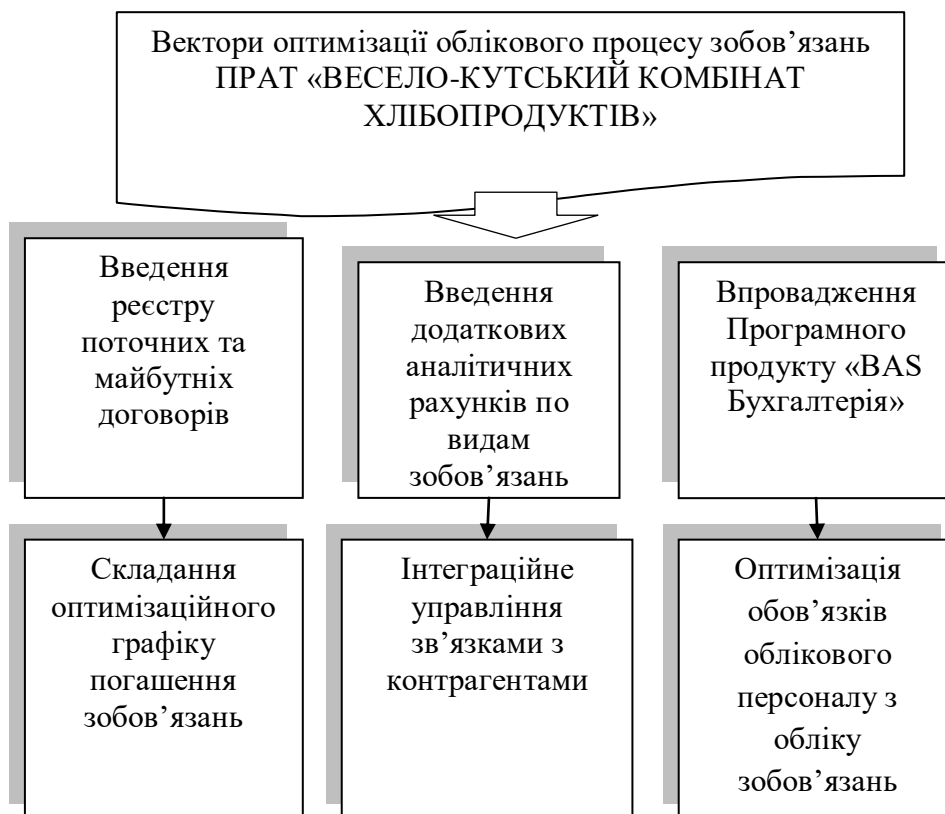 Вектори оптимізації облікового процесу зобов’язань
ПРАТ «ВЕСЕЛО-КУТСЬКИЙ КОМБІНАТ
ХЛІБОПРОДУКТІВ»
Введення
реєстру
поточних та
майбутніх
договорів
Введення
додаткових
аналітичних
рахунків по
видам
зобов’язань
Впровадження
Програмного
продукту «BAS
Бухгалтерія»
Складання
оптимізаційного
графіку
погашення
зобов’язань
Інтеграційне
управління
зв’язками з
контрагентами
Оптимізація
обов’язків
облікового
персоналу з
обліку
зобов’язань